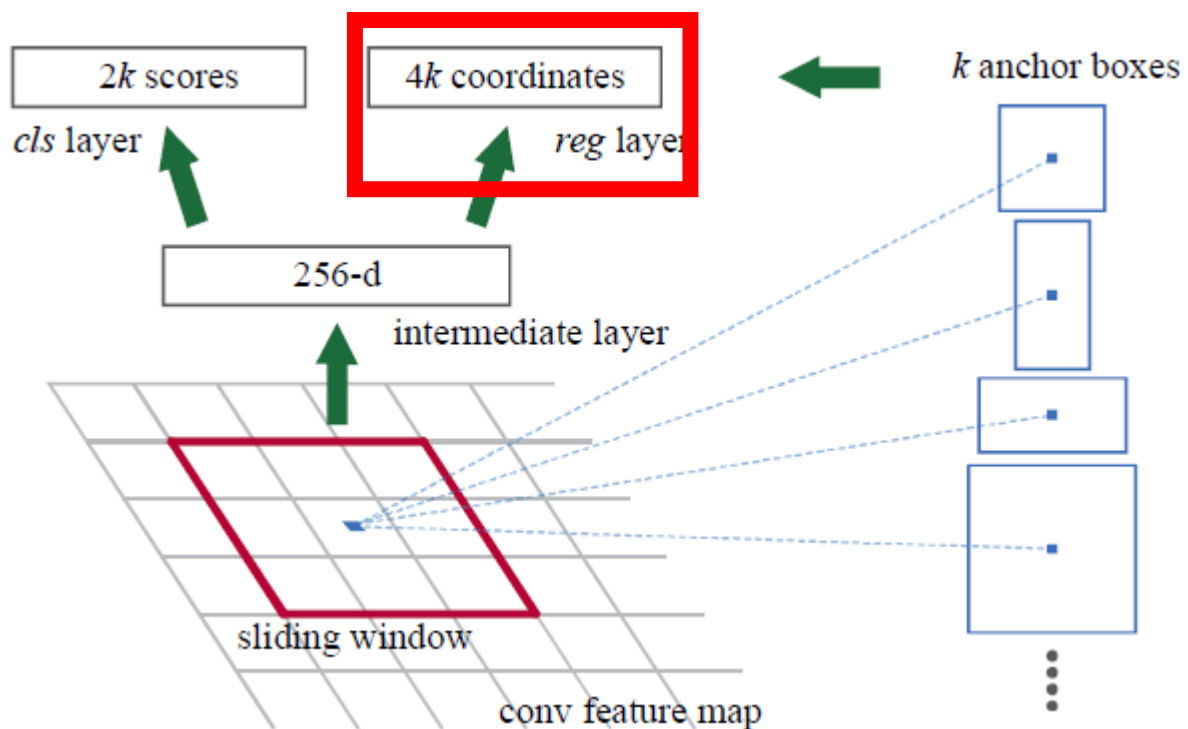 2k scores
4k coordinates
k anchor boxes
cls layer
reg layer
256-d
intermediate layer
sliding window
conv feature map